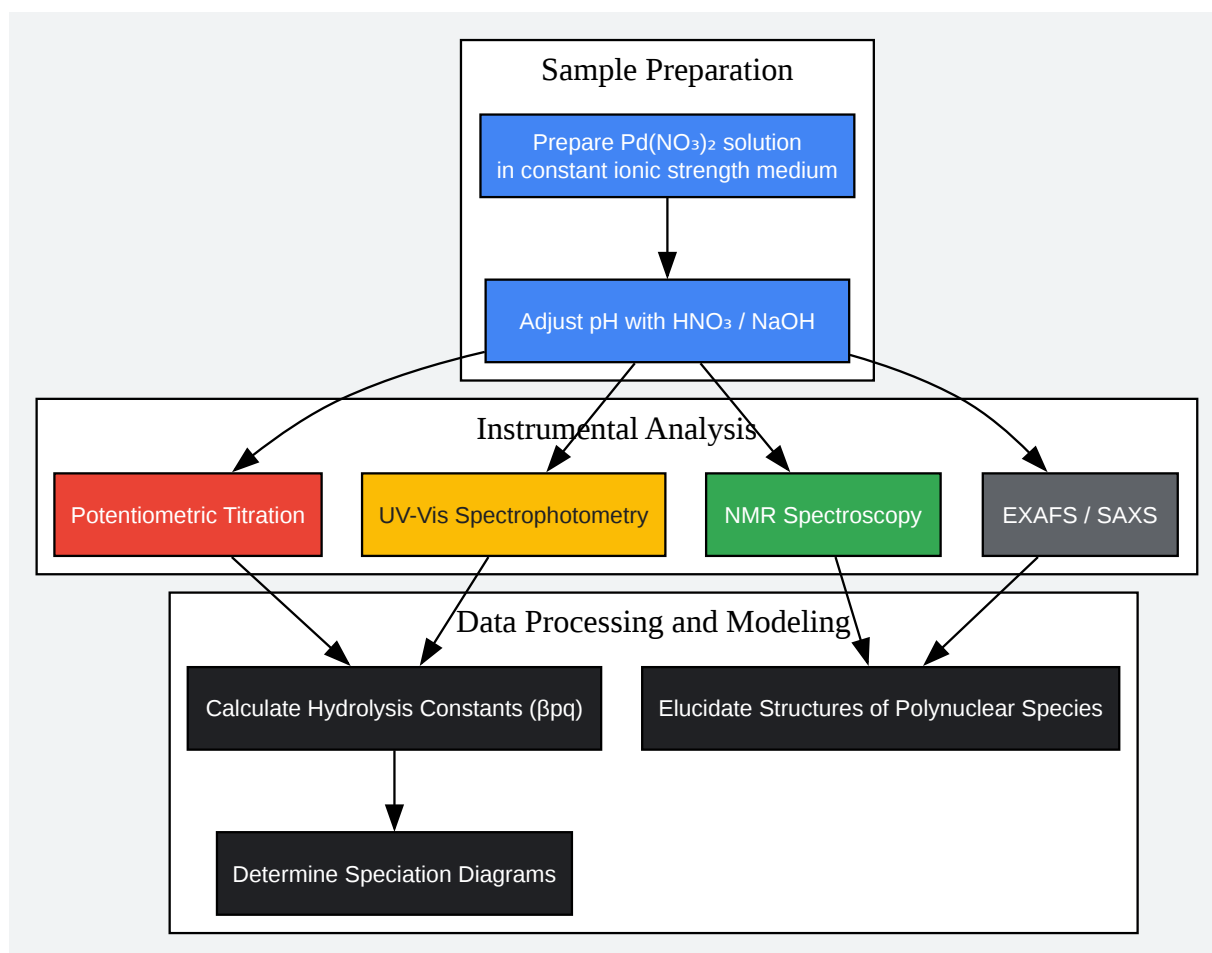 Sample Preparation
Prepare Pd(NO₃)₂ solution
in constant ionic strength medium
Adjust pH with HNO₃ / NaOH
Instrumental Analysis
Potentiometric Titration
UV-Vis Spectrophotometry
NMR Spectroscopy
EXAFS / SAXS
Data Processing and Modeling
Calculate Hydrolysis Constants (βpq)
Elucidate Structures of Polynuclear Species
Determine Speciation Diagrams